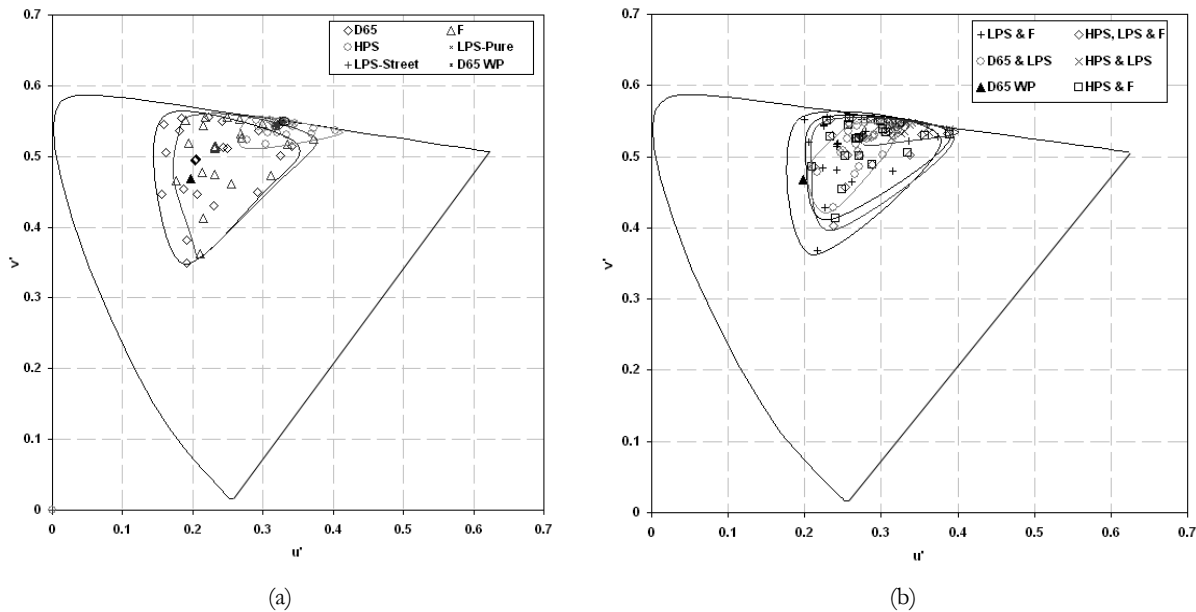 0.7
0.6
0.5
0.4
0.3
0.2
0.1
0
v'
0
0.1
0.2
0.3
0.4
0.5
0.6
0.7
u'
D65
F
HPS
LPS-Pure
LPS-Street
D65 WP
(a)
0.7
0.6
0.5
0.4
0.3
0.2
0.1
0
v'
0
0.1
0.2
0.3
0.4
0.5
0.6
0.7
u'
LPS & F
HPS, LPS & F
D65 & LPS
HPS & LPS
D65 WP
HPS & F
(b)